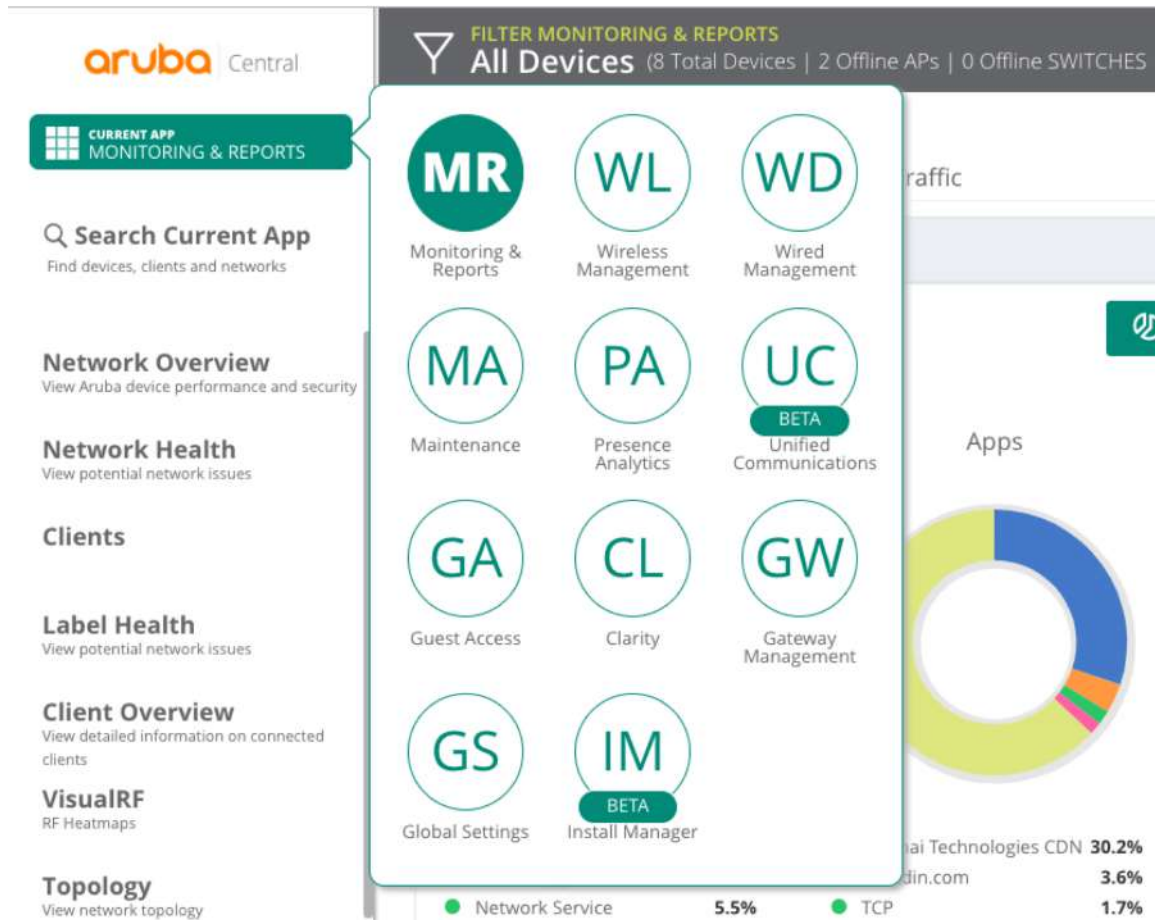 aruba Central
FILTER MONITORING & REPORTS
All Devices (8 Total Devices | 2 Offline APs | 0 Offline SWITCHES
CURRENT APP
MONITORING & REPORTS
Search Current App
Find devices, clients and networks
Network Overview
View Aruba device performance and security
Network Health
View potential network issues
Clients
Label Health
View potential network issues
Client Overview
View detailed information on connected
clients
VisualRF
RF Heatmaps
Topology
View network topology
MR
Monitoring &
Reports
WL
Wireless
Management
WD
Wired
Management
MA
Maintenance
PA
Presence
Analytics
UC
BETA
Unified
Communications
GA
Guest Access
CL
Clarity
GW
Gateway
Management
GS
Global Settings
IM
BETA
Install Manager
raffic
Apps
ai Technologies CDN 30.2%
din.com 3.6%
Network Service 5.5%
TCP 1.7%